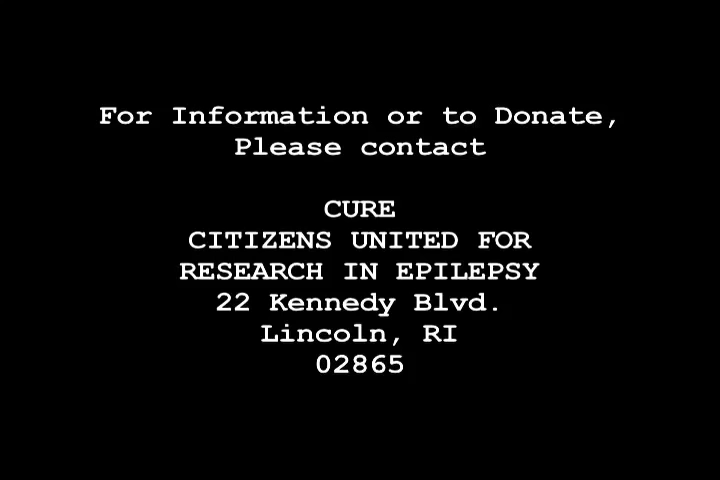 For Information or to Donate,
Please contact
CURE
CITIZENS UNITED FOR
RESEARCH IN EPILEPSY
22 Kennedy Blvd.
Lincoln, RI
02865